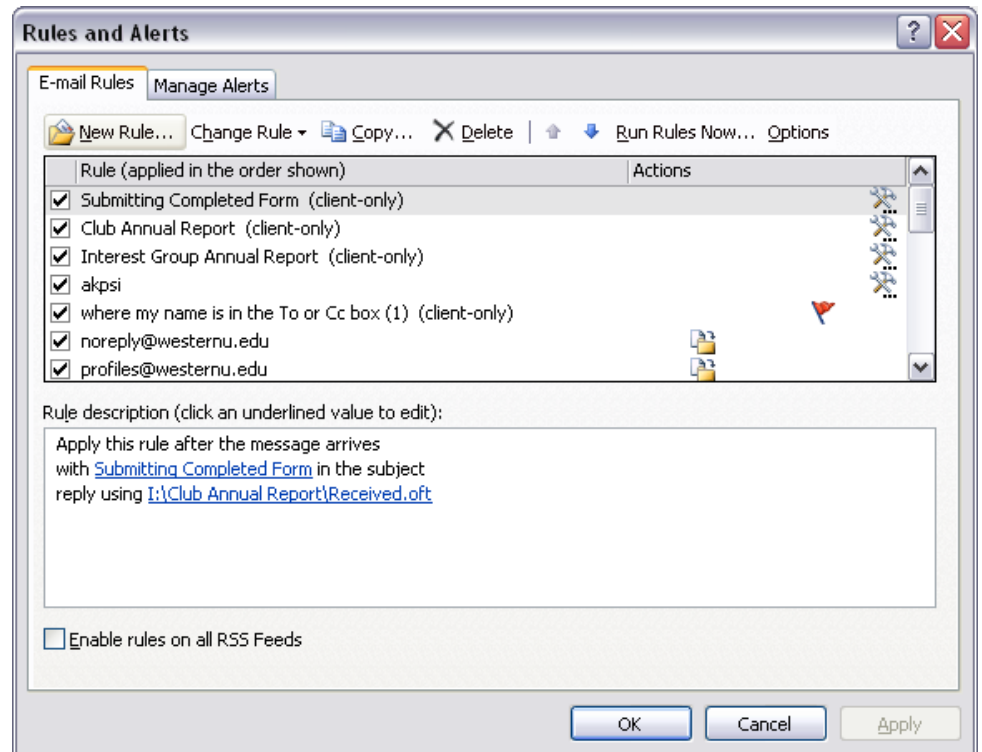 Rules and Alerts
E-mail Rules Manage Alerts
New Rule... Change Rule Copy... Delete Run Rules Now... Options
Rule (applied in the order shown) Actions
Submitting Completed Form (client-only)
Club Annual Report (client-only)
Interest Group Annual Report (client-only)
akpsi
where my name is in the To or Cc box (1) (client-only)
noreply@westernu.edu
profiles@westernu.edu
Rule description (click an underlined value to edit):
Apply this rule after the message arrives
with Submitting Completed Form in the subject
reply using I:\Club Annual Report\Received.oft
Enable rules on all RSS Feeds
OK Cancel Apply